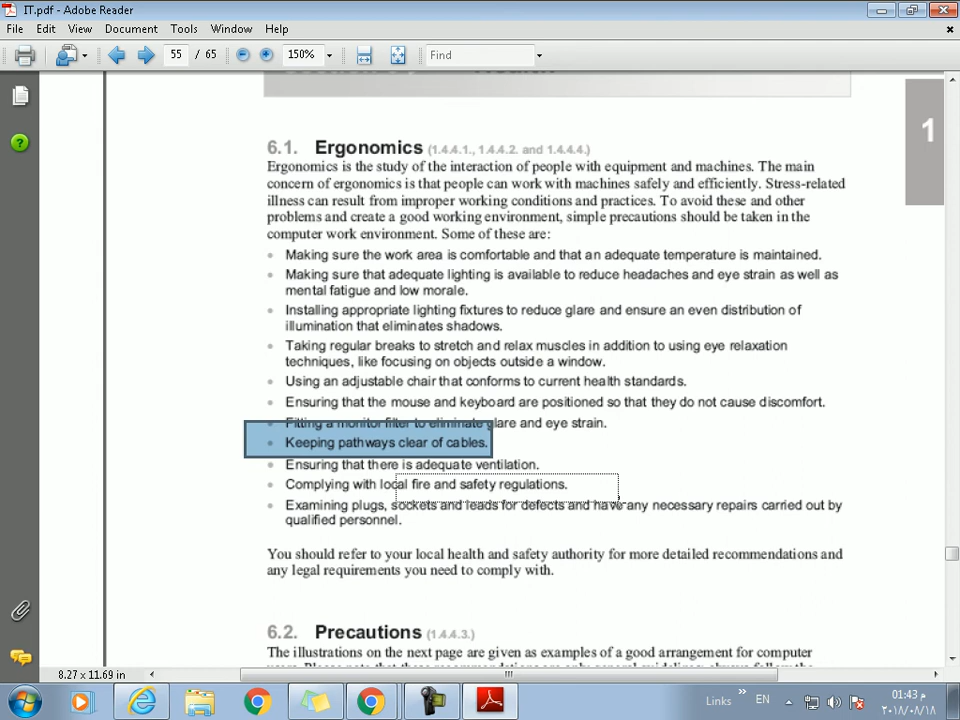 IT.pdf - Adobe Reader
File Edit View Document Tools Window Help
55 / 65 150% Find
1
6.1. Ergonomics (1.4.4.1., 1.4.4.2. and 1.4.4.4.)
Ergonomics is the study of the interaction of people with equipment and machines. The main
concern of ergonomics is that people can work with machines safely and efficiently. Stress-related
illness can result from improper working conditions and practices. To avoid these and other
problems and create a good working environment, simple precautions should be taken in the
computer work environment. Some of these are:
Making sure the work area is comfortable and that an adequate temperature is maintained.
Making sure that adequate lighting is available to reduce headaches and eye strain as well as
mental fatigue and low morale.
Installing appropriate lighting fixtures to reduce glare and ensure an even distribution of
illumination that eliminates shadows.
Taking regular breaks to stretch and relax muscles in addition to using eye relaxation
techniques, like focusing on objects outside a window.
Using an adjustable chair that conforms to current health standards.
Ensuring that the mouse and keyboard are positioned so that they do not cause discomfort.
Fitting a monitor filter to eliminate glare and eye strain.
Keeping pathways clear of cables.
Ensuring that there is adequate ventilation.
Complying with local fire and safety regulations.
Examining plugs, sockets and leads for defects and have any necessary repairs carried out by
qualified personnel.
You should refer to your local health and safety authority for more detailed recommendations and
any legal requirements you need to comply with.
6.2. Precautions (1.4.4.3.)
The illustrations on the next page are given as examples of a good arrangement for computer
8.27 x 11.69 in
Links » EN
01:43 م
٢٠١٨/٠٨/١٨